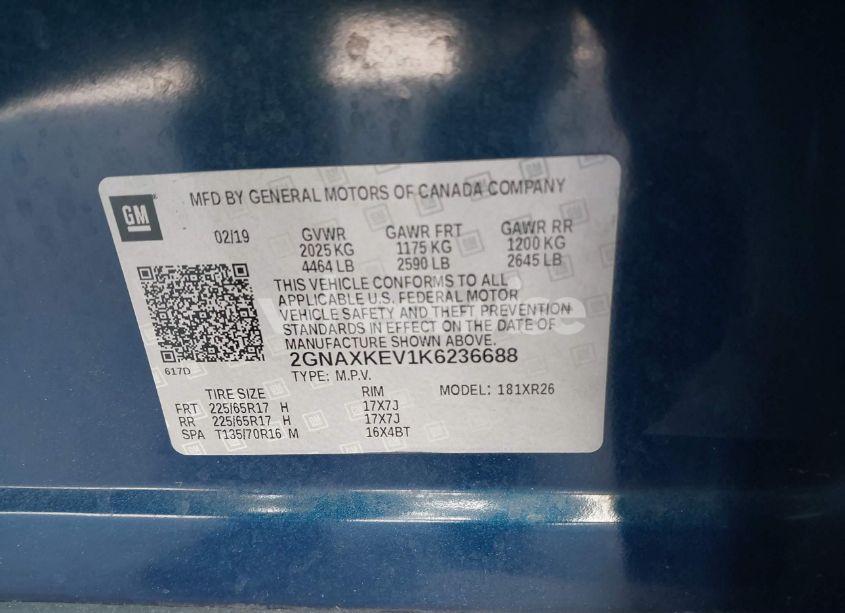 GM
MFD BY GENERAL MOTORS OF CANADA COMPANY
02/19 GVWR GAWR FRT GAWR RR
2025 KG 1175 KG 1200 KG
4464 LB 2590 LB 2645 LB
THIS VEHICLE CONFORMS TO ALL
APPLICABLE U.S. FEDERAL MOTOR
VEHICLE SAFETY AND THEFT PREVENTION
STANDARDS IN EFFECT ON THE DATE OF
MANUFACTURE SHOWN ABOVE.
617D
2GNAXKEV1K6236688
TYPE: M.P.V. MODEL: 181XR26
TIRE SIZE RIM
FRT 225/65R17 H 17X7J
RR 225/65R17 H 17X7J
SPA T135/70R16 M 16X4BT